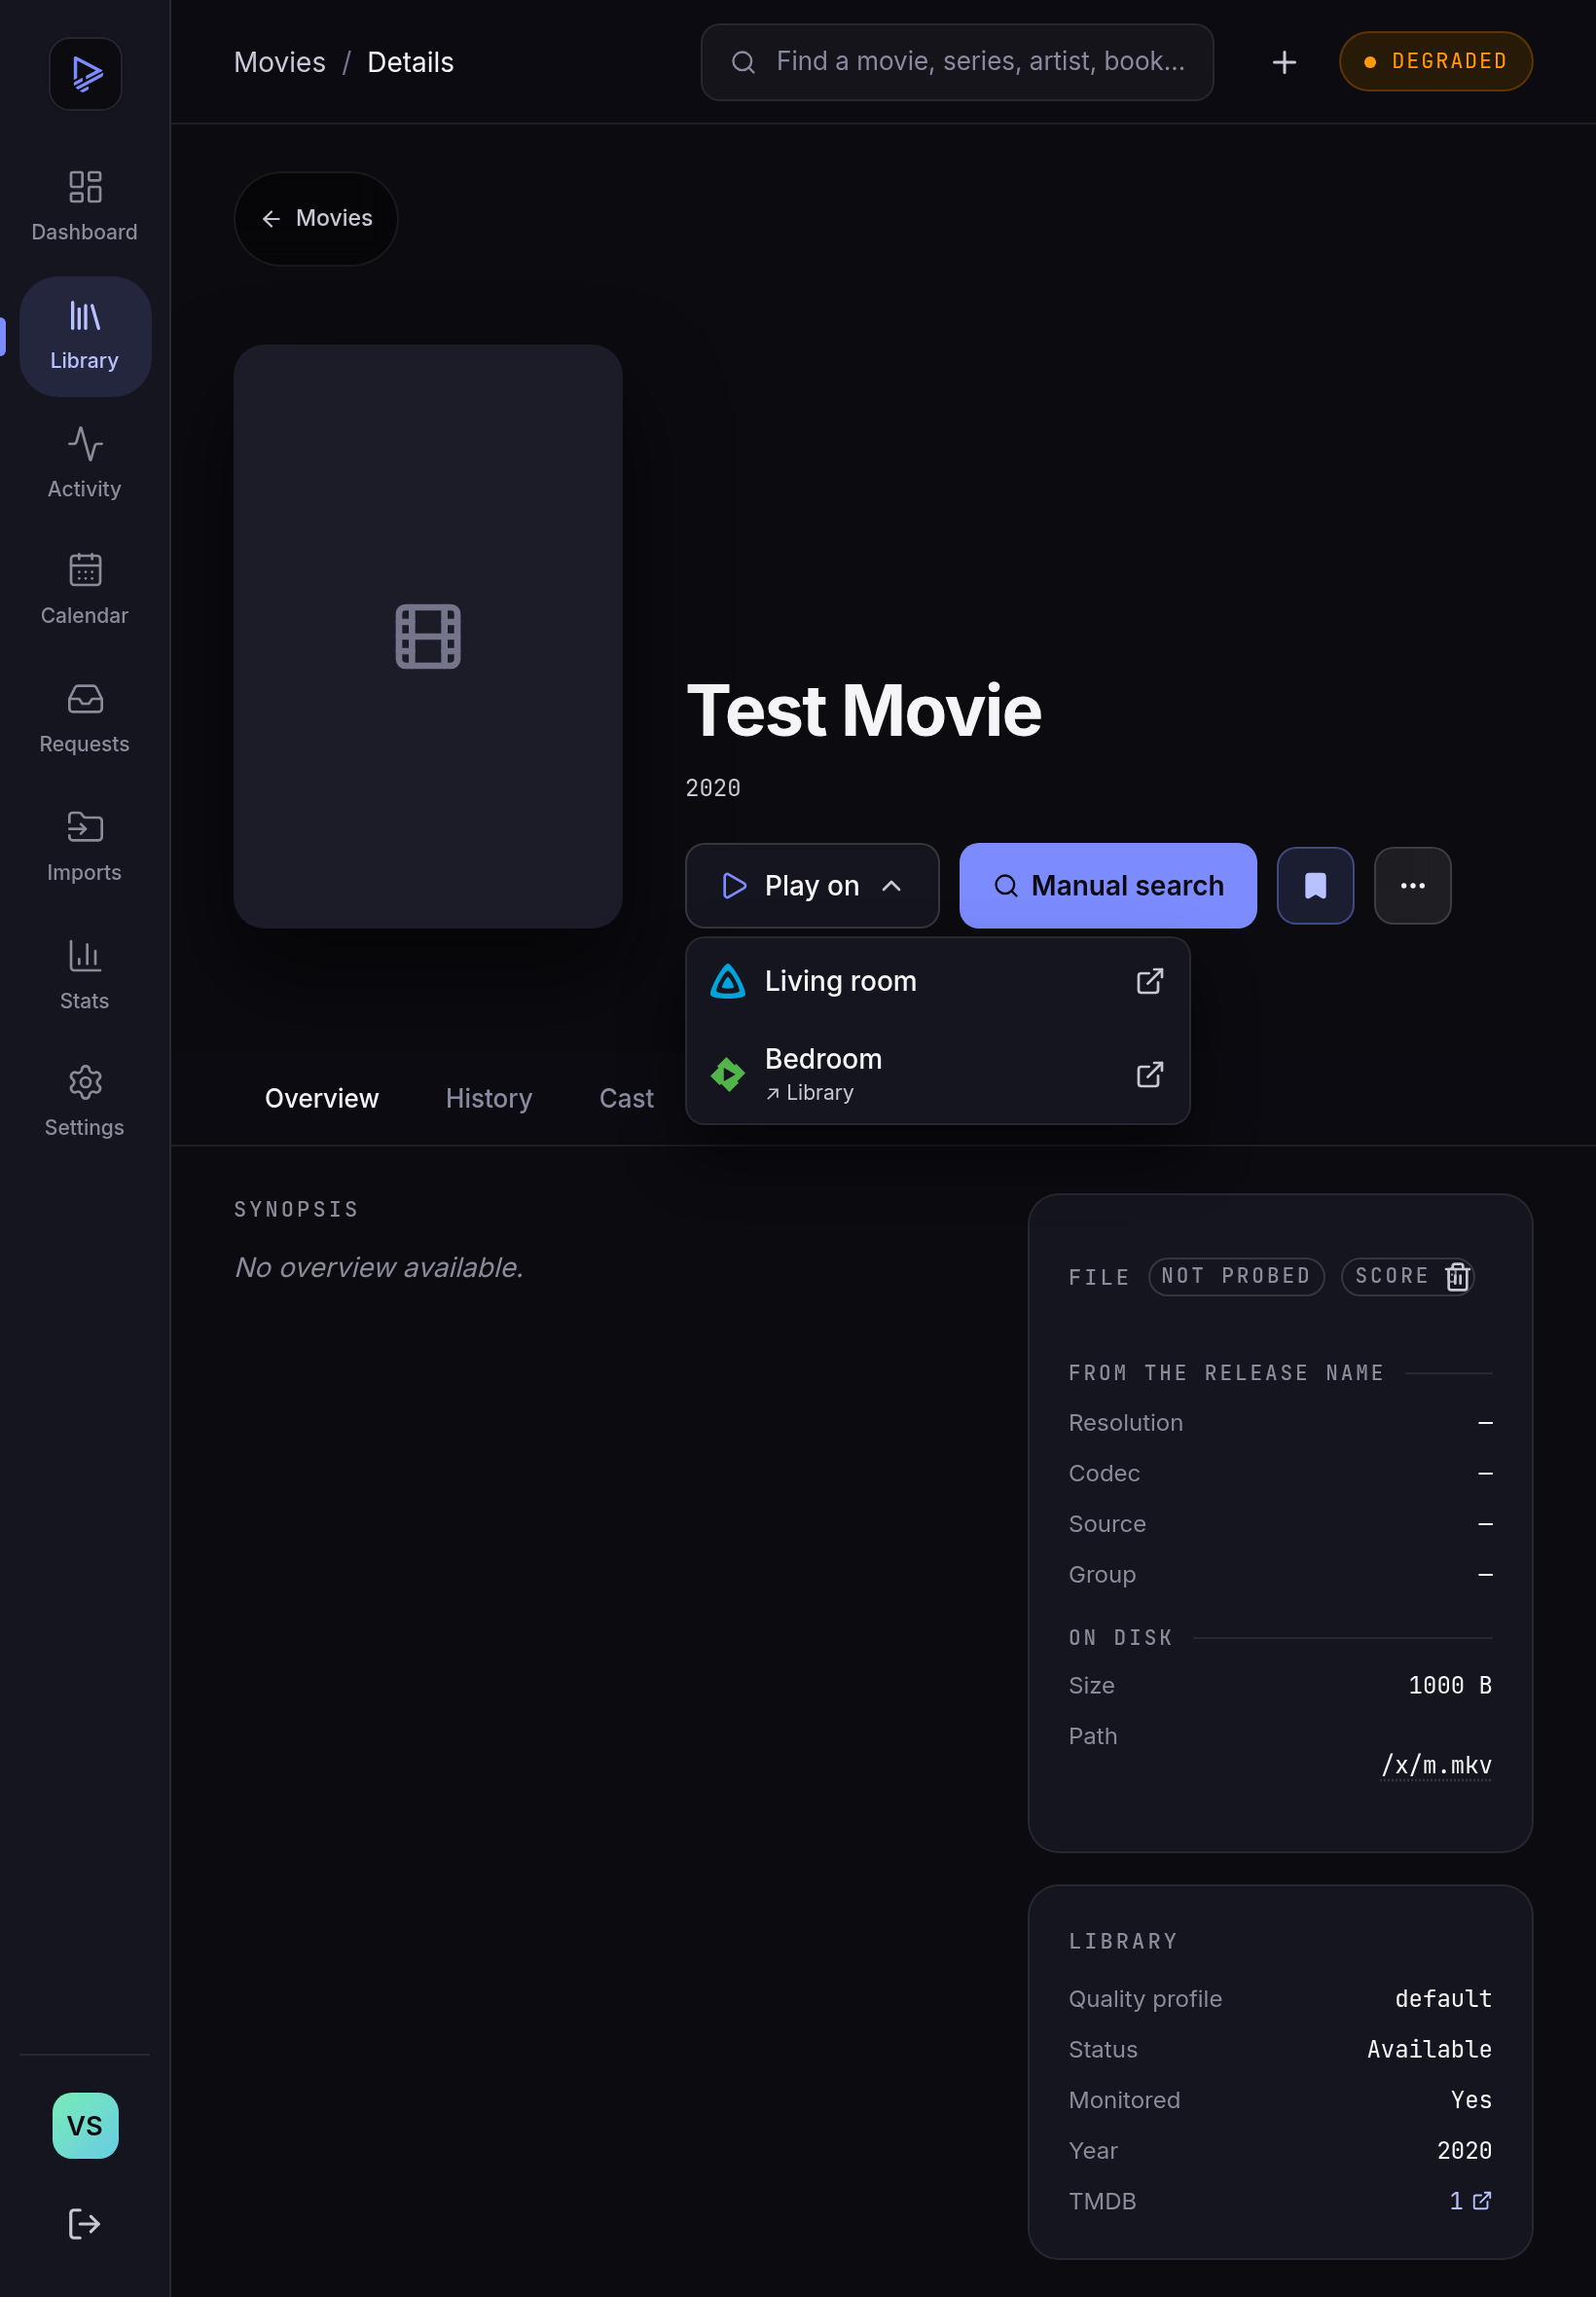 Movies / Details
Find a movie, series, artist, book...
DEGRADED
Dashboard
Library
Activity
Calendar
Requests
Imports
Stats
Settings
VS
Movies
Test Movie
2020
Play on
Manual search
Living room
Bedroom
Library
Overview
History
Cast
SYNOPSIS
No overview available.
FILE NOT PROBED SCORE
FROM THE RELEASE NAME
Resolution —
Codec —
Source —
Group —
ON DISK
Size 1000 B
Path
/x/m.mkv
LIBRARY
Quality profile default
Status Available
Monitored Yes
Year 2020
TMDB 1